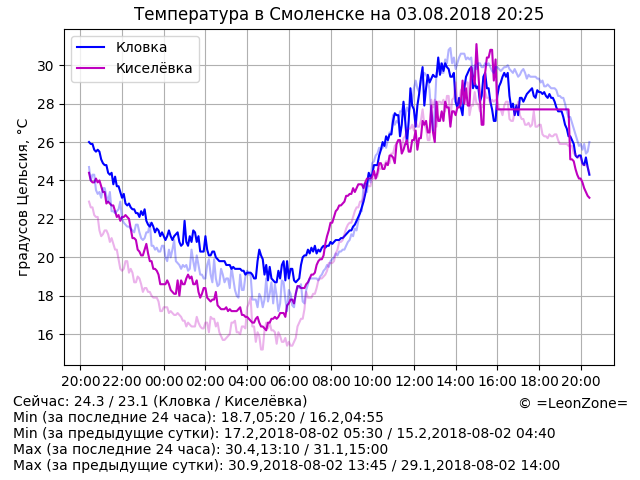 Температура в Смоленске на 03.08.2018 20:25
Кловка
Киселёвка
градусов Цельсия, °C
30
28
26
24
22
20
18
16
20:00 22:00 00:00 02:00 04:00 06:00 08:00 10:00 12:00 14:00 16:00 18:00 20:00
Сейчас: 24.3 / 23.1 (Кловка / Киселёвка)
© =LeonZone=
Min (за последние 24 часа): 18.7,05:20 / 16.2,04:55
Min (за предыдущие сутки): 17.2,2018-08-02 05:30 / 15.2,2018-08-02 04:40
Max (за последние 24 часа): 30.4,13:10 / 31.1,15:00
Max (за предыдущие сутки): 30.9,2018-08-02 13:45 / 29.1,2018-08-02 14:00